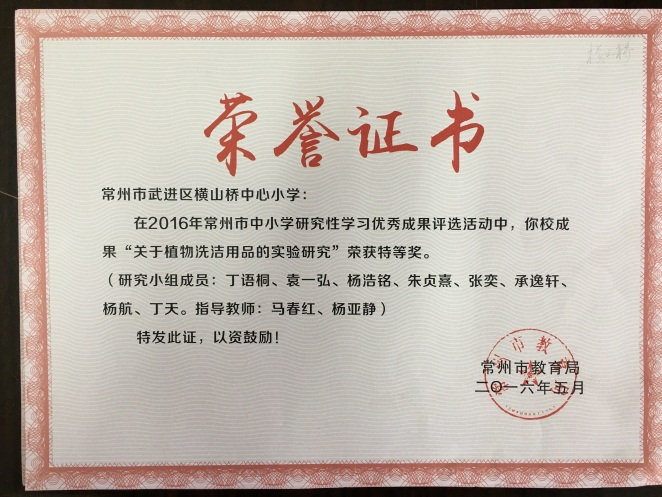 荣誉证书
常州市武进区横山桥中心小学：
在2016年常州市中小学研究性学习优秀成果评选活动中，你校成
果“关于植物洗洁用品的实验研究”荣获特等奖。
（研究小组成员：丁语桐、袁一弘、杨浩铭、朱贞熹、张奕、承逸轩、
杨航、丁天。指导教师：马春红、杨亚静）
特发此证，以资鼓励！
常州市教育局
二〇一六年五月